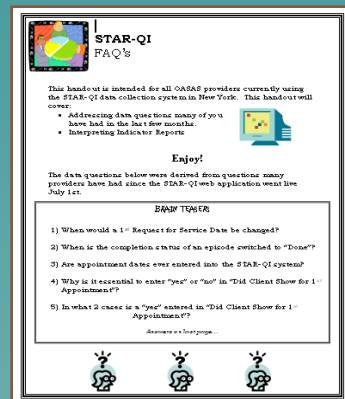 STAR-QI
FAQ's
This handout is intended for all OASAS providers currently using
the STAR-QI data collection system in New York. This handout will
cover:
• Addressing data questions many of you
have had in the last few months.
• Interpreting Indicator Reports
Enjoy!
The data questions below were derived from questions many
providers have had since the STAR-QI web application went live
July 1st.
BRAIN TEASERS
1) When would a 1st Request for Service Date be changed?
2) When is the completion status of an episode switched to "Done"?
3) Are appointment dates ever entered into the STAR-QI system?
4) Why is it essential to enter "yes" or "no" in "Did Client Show for 1st
Appointment"?
5) In what 2 cases is a "yes" entered in "Did Client Show for 1st
Appointment"?
Answers on last page...